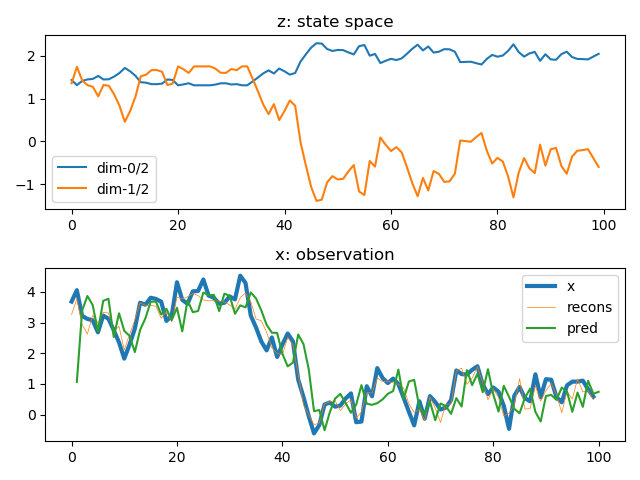 z: state space
2
1
0
−1
dim-0/2
dim-1/2
0 20 40 60 80 100
x: observation
4
3
2
1
0
x
recons
pred
0 20 40 60 80 100